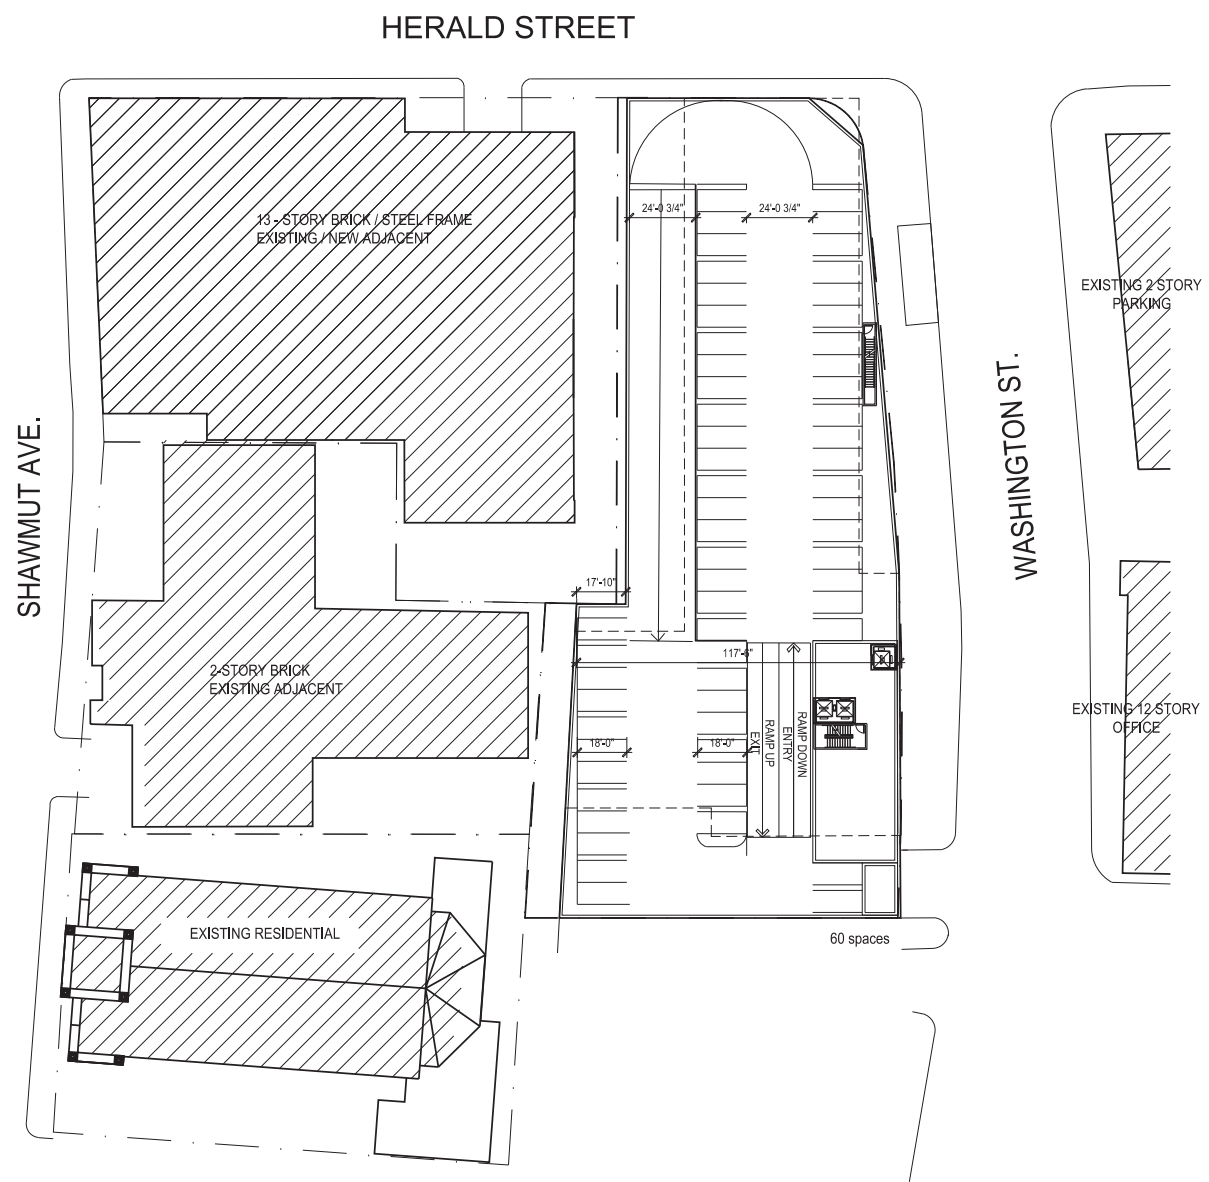 HERALD STREET
13 - STORY BRICK / STEEL FRAME
EXISTING / NEW ADJACENT
24'-0 3/4"
24'-0 3/4"
EXISTING 2 STORY
PARKING
SHAWMUT AVE.
WASHINGTON ST.
17'-10"
117'-8"
2-STORY BRICK
EXISTING ADJACENT
EXISTING 12 STORY
OFFICE
18'-0"
18'-0"
RAMP DOWN
ENTRY
RAMP UP
EXIT
EXISTING RESIDENTIAL
60 spaces